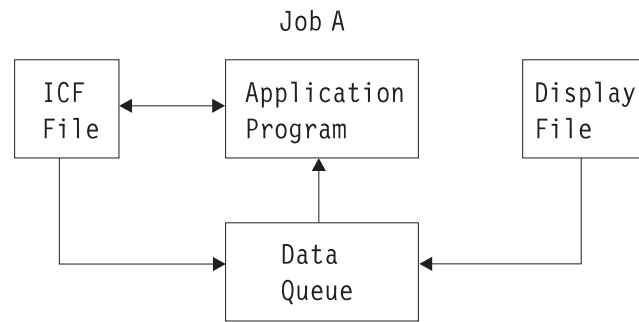 Job A
ICF
File
Application
Program
Display
File
Data
Queue